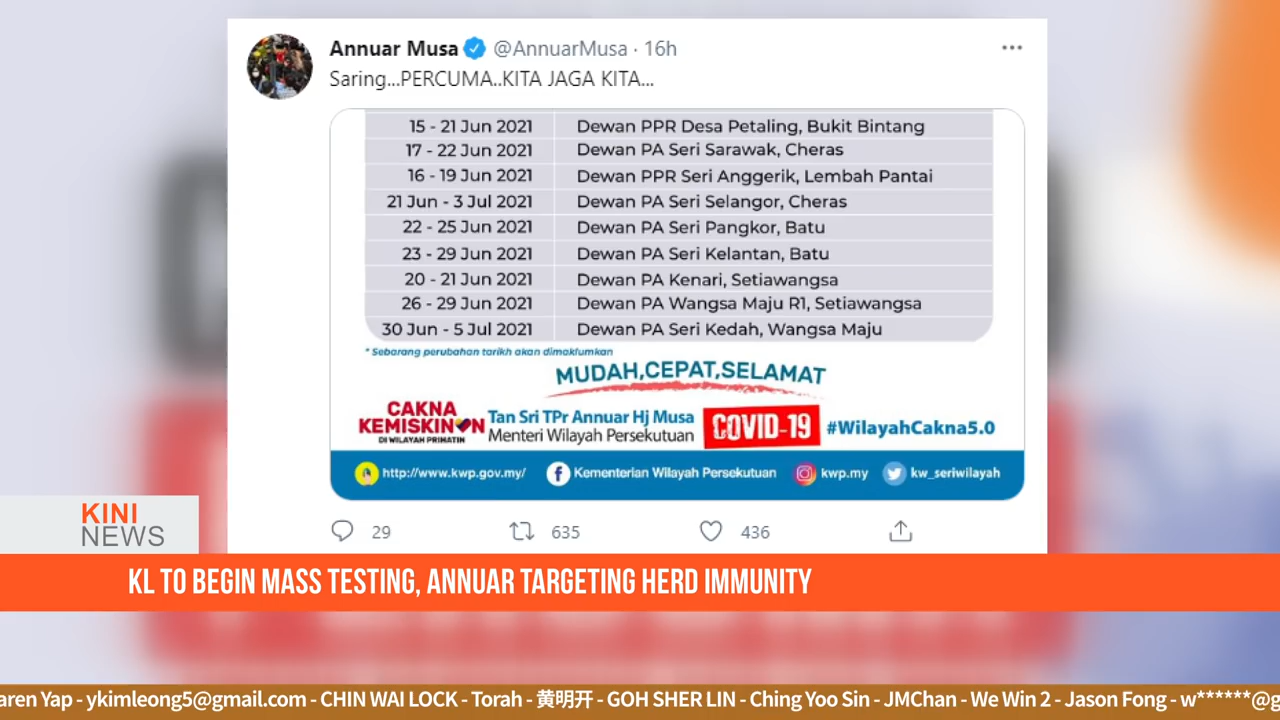 Annuar Musa @AnnuarMusa · 16h
Saring...PERCUMA..KITA JAGA KITA...
15 - 21 Jun 2021 Dewan PPR Desa Petaling, Bukit Bintang
17 - 22 Jun 2021 Dewan PA Seri Sarawak, Cheras
16 - 19 Jun 2021 Dewan PPR Seri Anggerik, Lembah Pantai
21 Jun - 3 Jul 2021 Dewan PA Seri Selangor, Cheras
22 - 25 Jun 2021 Dewan PA Seri Pangkor, Batu
23 - 29 Jun 2021 Dewan PA Seri Kelantan, Batu
20 - 21 Jun 2021 Dewan PA Kenari, Setiawangsa
26 - 29 Jun 2021 Dewan PA Wangsa Maju R1, Setiawangsa
30 Jun - 5 Jul 2021 Dewan PA Seri Kedah, Wangsa Maju
* Sebarang perubahan tarikh akan dimaklumkan
MUDAH,CEPAT,SELAMAT
CAKNA
KEMISKINAN
DI WILAYAH PRIHATIN
Tan Sri TPr Annuar Hj Musa
Menteri Wilayah Persekutuan
COVID-19
#WilayahCakna5.0
http://www.kwp.gov.my/ Kementerian Wilayah Persekutuan kwp.my kw_seriwilayah
29 635 436
KINI
NEWS
KL TO BEGIN MASS TESTING, ANNUAR TARGETING HERD IMMUNITY
aren Yap - ykimleong5@gmail.com - CHIN WAI LOCK - Torah - 黄明开 - GOH SHER LIN - Ching Yoo Sin - JMChan - We Win 2 - Jason Fong - w******@g